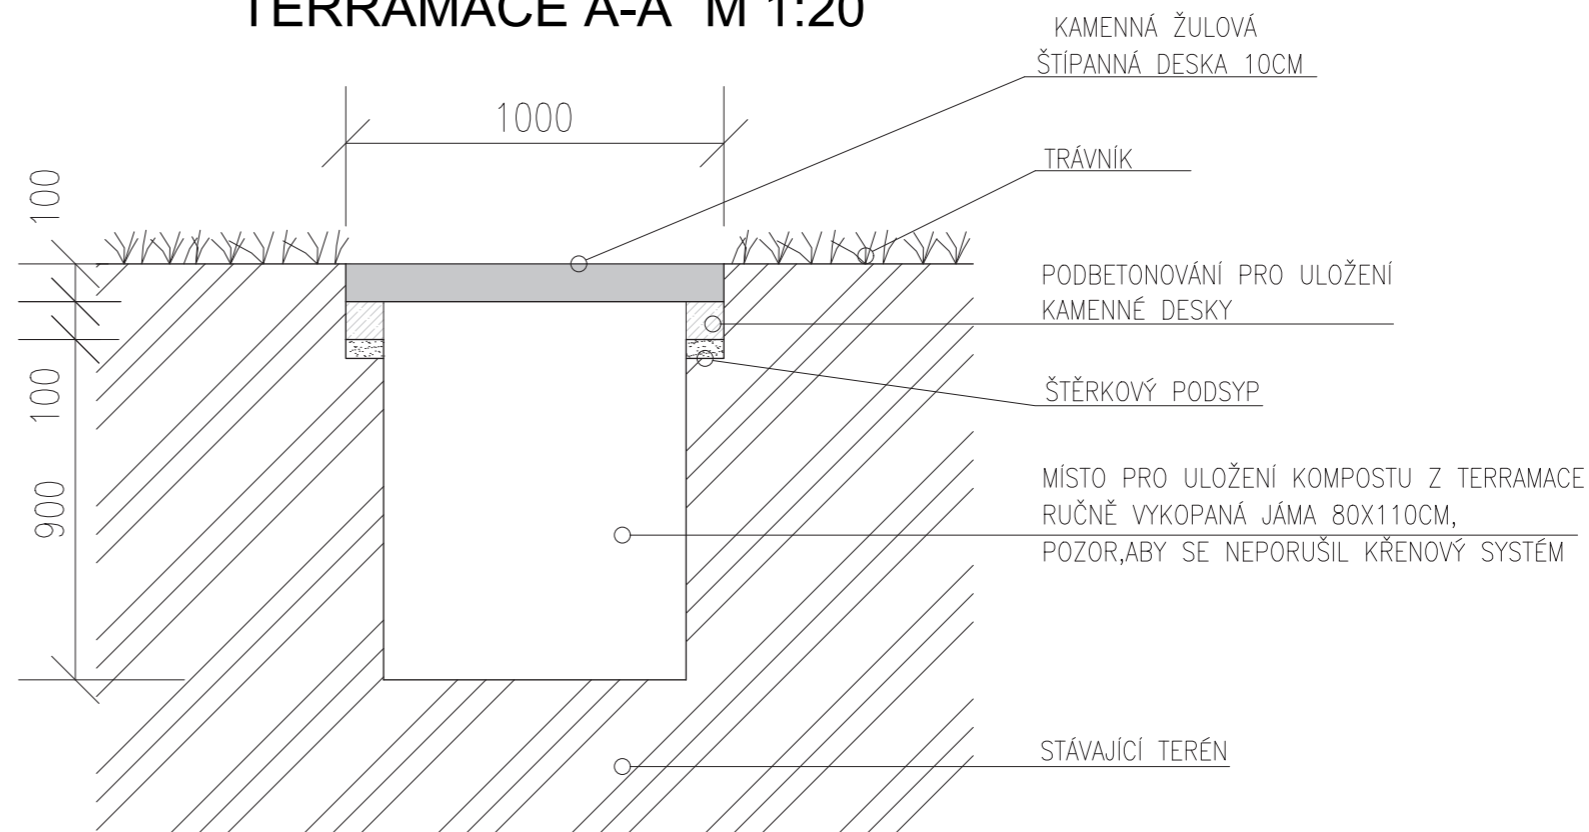 TERRAMACE A-A M 1:20
KAMENNÁ ŽULOVÁ
ŠTÍPANNÁ DESKA 10CM
1000
TRÁVNÍK
100
PODBETONOVÁNÍ PRO ULOŽENÍ
KAMENNÉ DESKY
100
ŠTĚRKOVÝ PODSYP
900
MÍSTO PRO ULOŽENÍ KOMPOSTU Z TERRAMACE
RUČNĚ VYKOPANÁ JÁMA 80X110CM,
POZOR,ABY SE NEPORUŠIL KŘENOVÝ SYSTÉM
STÁVAJÍCÍ TERÉN